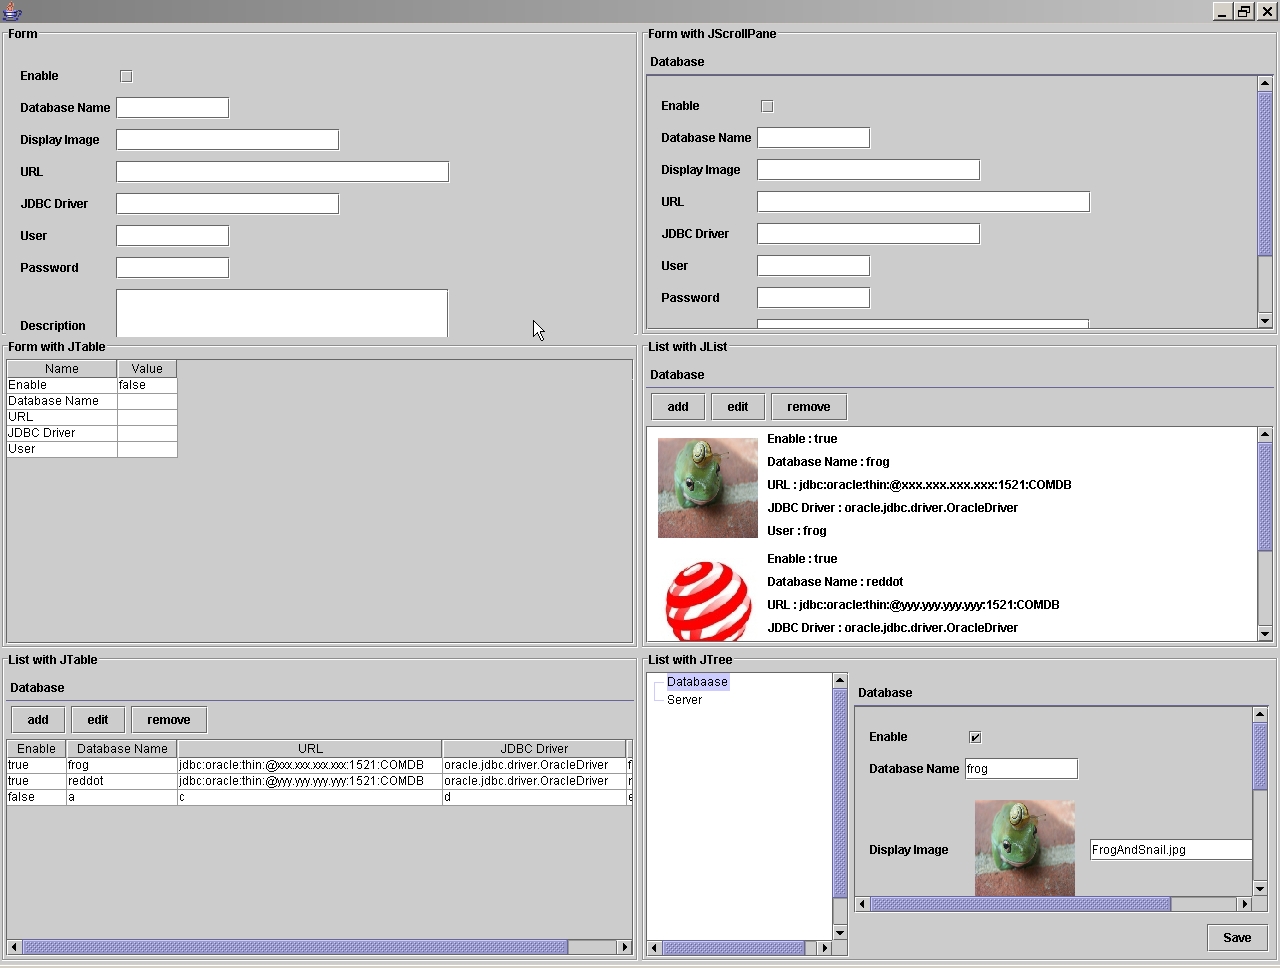 Form
Enable
Database Name
Display Image
URL
JDBC Driver
User
Password
Description
Form with JScrollPane
Database
Enable
Database Name
Display Image
URL
JDBC Driver
User
Password
Form with JTable
Name Value
Enable false
Database Name
URL
JDBC Driver
User
List with JList
Database
add edit remove
Enable : true
Database Name : frog
URL : jdbc:oracle:thin:@xxx.xxx.xxx.xxx:1521:COMDB
JDBC Driver : oracle.jdbc.driver.OracleDriver
User : frog
Enable : true
Database Name : reddot
URL : jdbc:oracle:thin:@yyy.yyy.yyy.yyy:1521:COMDB
JDBC Driver : oracle.jdbc.driver.OracleDriver
List with JTable
Database
add edit remove
Enable Database Name URL JDBC Driver
true frog jdbc:oracle:thin:@xxx.xxx.xxx.xxx:1521:COMDB oracle.jdbc.driver.OracleDriver
true reddot jdbc:oracle:thin:@yyy.yyy.yyy.yyy:1521:COMDB oracle.jdbc.driver.OracleDriver
false a c d
List with JTree
Databaase
Server
Database
Enable
Database Name frog
Display Image FrogAndSnail.jpg
Save